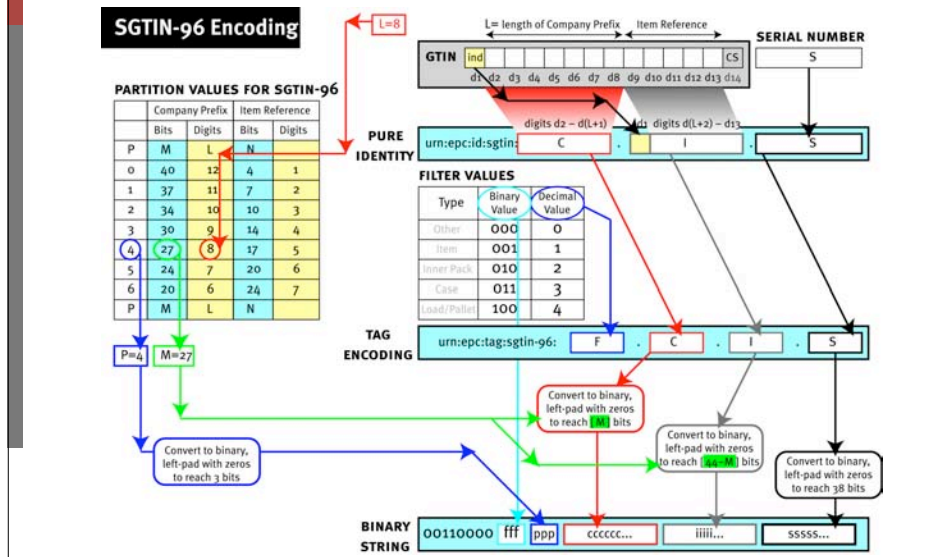 SGTIN-96 Encoding
L=8
L= length of Company Prefix Item Reference
SERIAL NUMBER
GTIN ind CS
S
d1 d2 d3 d4 d5 d6 d7 d8 d9 d10 d11 d12 d13 d14
PARTITION VALUES FOR SGTIN-96
Company Prefix Item Reference
Bits Digits Bits Digits
P M L N
0 40 12 4 1
1 37 11 7 2
2 34 10 10 3
3 30 9 14 4
4 27 8 17 5
5 24 7 20 6
6 20 6 24 7
P M L N
digits d2 – d(L+1) d1 digits d(L+2) – d13
PURE
IDENTITY
urn:epc:id:sgtin: C . I . S
FILTER VALUES
Type Binary Value Decimal Value
Other 000 0
Item 001 1
Inner Pack 010 2
Case 011 3
Load/Pallet 100 4
TAG
ENCODING
urn:epc:tag:sgtin-96: F . C . I . S
P=4 M=27
Convert to binary,
left-pad with zeros
to reach [M] bits
Convert to binary,
left-pad with zeros
to reach [44–M] bits
Convert to binary,
left-pad with zeros
to reach 3 bits
Convert to binary,
left-pad with zeros
to reach 38 bits
BINARY
STRING
00110000 fff ppp cccccc... iiiii... sssss...